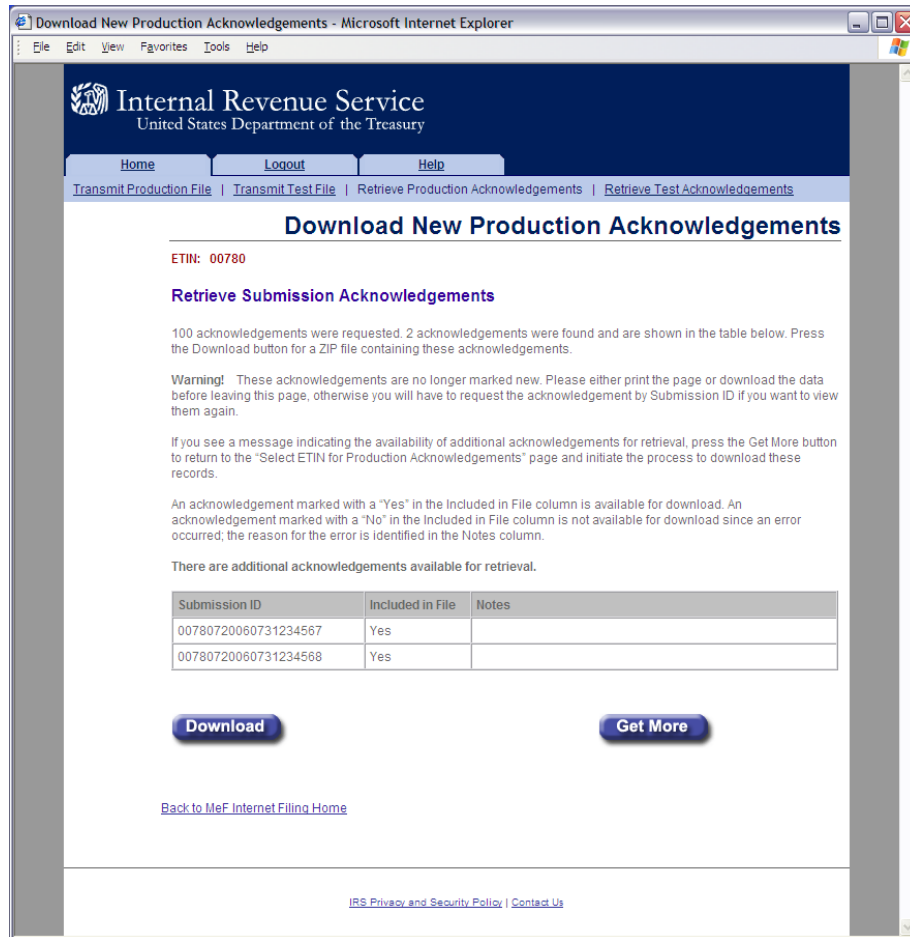 Download New Production Acknowledgements - Microsoft Internet Explorer
File Edit View Favorites Tools Help
Internal Revenue Service
United States Department of the Treasury
Home Logout Help
Transmit Production File | Transmit Test File | Retrieve Production Acknowledgements | Retrieve Test Acknowledgements
Download New Production Acknowledgements
ETIN: 00780
Retrieve Submission Acknowledgements
100 acknowledgements were requested. 2 acknowledgements were found and are shown in the table below. Press
the Download button for a ZIP file containing these acknowledgements.
Warning! These acknowledgements are no longer marked new. Please either print the page or download the data
before leaving this page, otherwise you will have to request the acknowledgement by Submission ID if you want to view
them again.
If you see a message indicating the availability of additional acknowledgements for retrieval, press the Get More button
to return to the “Select ETIN for Production Acknowledgements” page and initiate the process to download these
records.
An acknowledgement marked with a “Yes” in the Included in File column is available for download. An
acknowledgement marked with a “No” in the Included in File column is not available for download since an error
occurred; the reason for the error is identified in the Notes column.
There are additional acknowledgements available for retrieval.
Submission ID Included in File Notes
00780720060731234567 Yes
00780720060731234568 Yes
Download Get More
Back to MeF Internet Filing Home
IRS Privacy and Security Policy | Contact Us